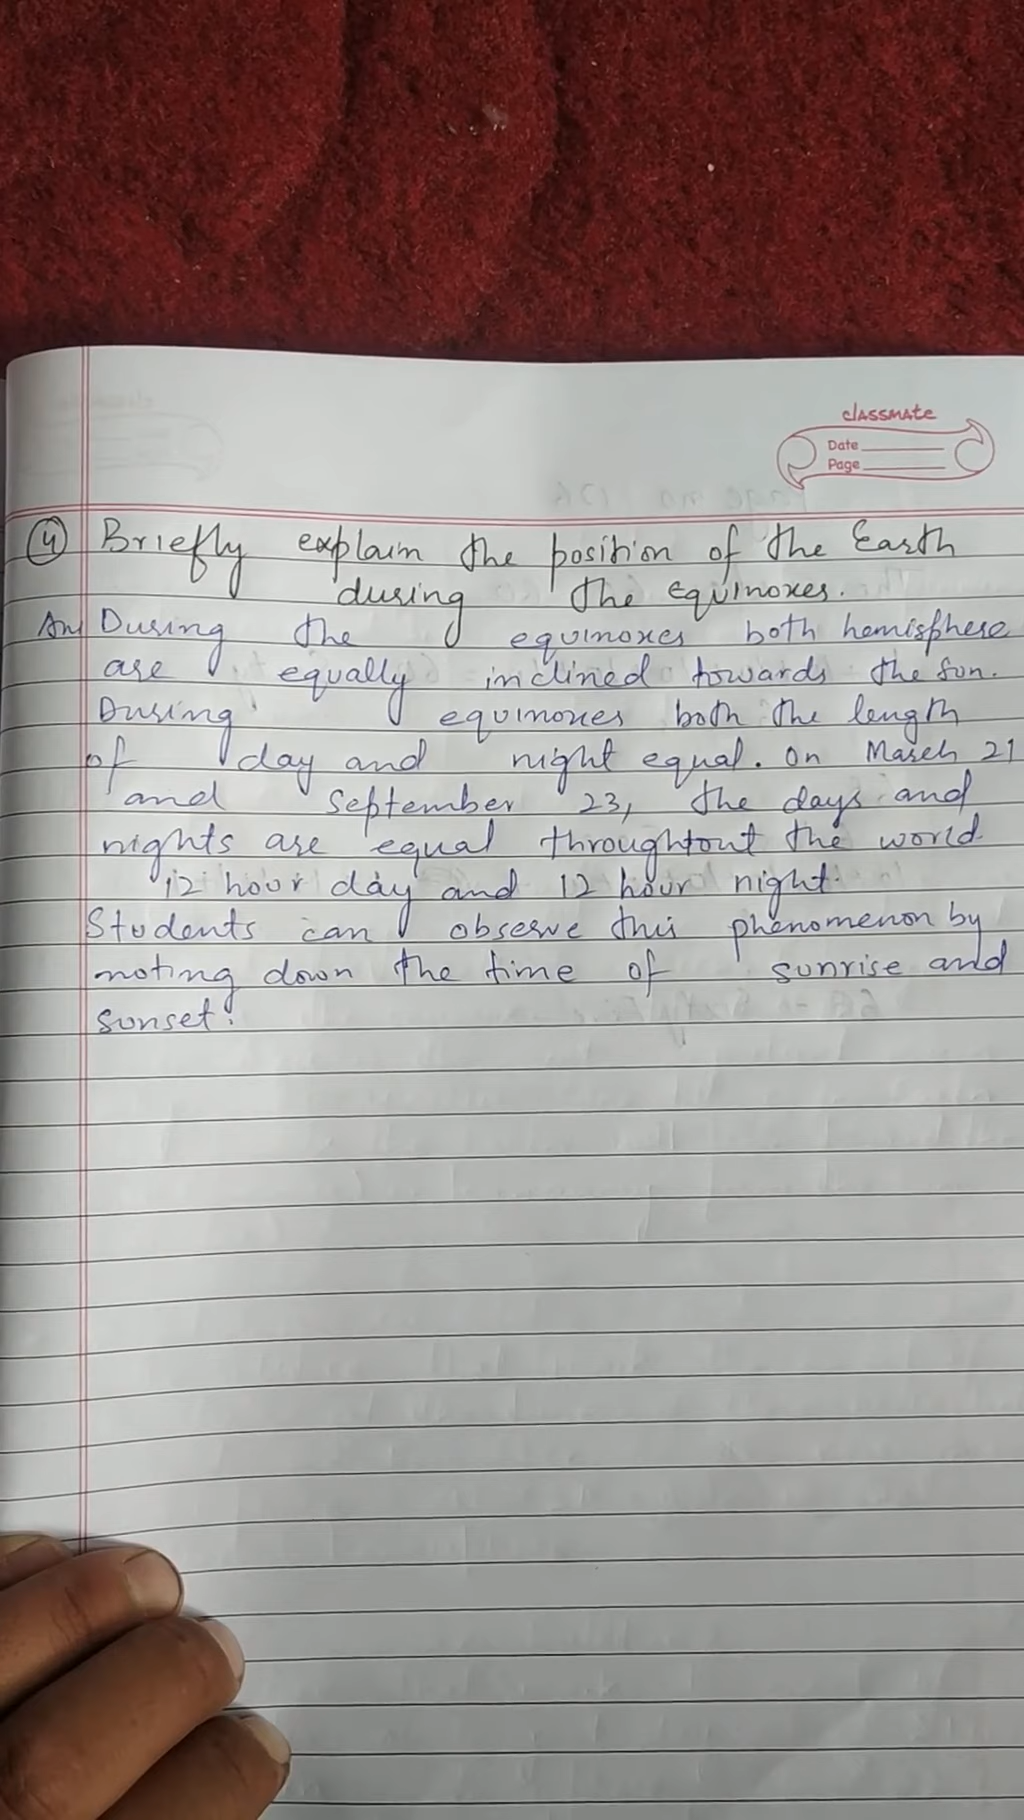 classmate
Date
Page
4 Briefly explain the position of the Earth
during the equinoxes.
Ans During the equinoxes both hemisphere
are equally inclined towards the sun.
During equinoxes both the length
of day and night equal. On March 21
and September 23, the days and
nights are equal throughtout the world
12 hour day and 12 hour night.
Students can observe this phenomenon by
noting down the time of sunrise and
sunset.